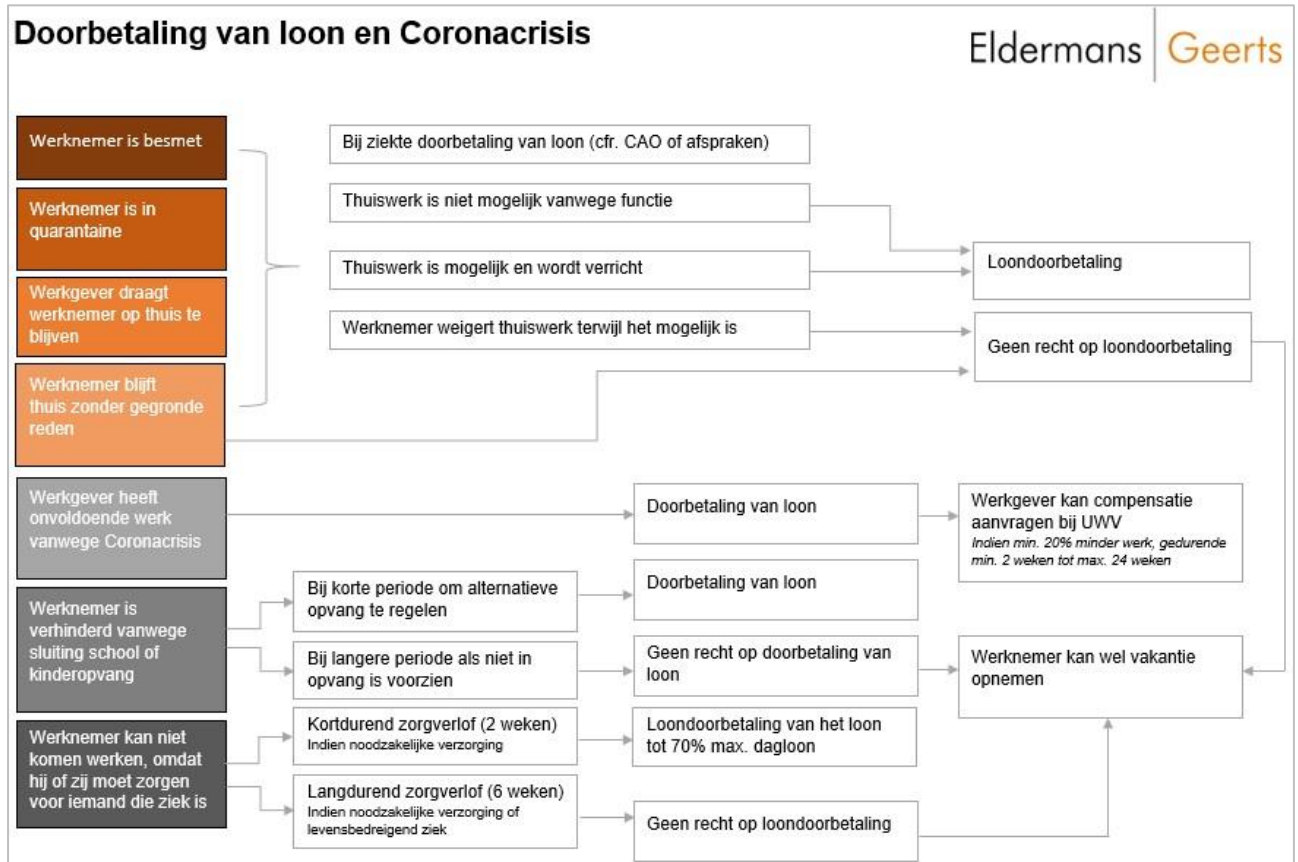 Doorbetaling van loon en Coronacrisis
Eldermans | Geerts
Werknemer is besmet
Werknemer is in
quarantaine
Werkgever draagt
werknemer op thuis te
blijven
Werknemer blijft
thuis zonder gegronde
reden
Bij ziekte doorbetaling van loon (cfr. CAO of afspraken)
Thuiswerk is niet mogelijk vanwege functie
Thuiswerk is mogelijk en wordt verricht
Werknemer weigert thuiswerk terwijl het mogelijk is
Loondoorbetaling
Geen recht op loondoorbetaling
Werkgever heeft
onvoldoende werk
vanwege Coronacrisis
Doorbetaling van loon
Werkgever kan compensatie
aanvragen bij UWV
Indien min. 20% minder werk, gedurende
min. 2 weken tot max. 24 weken
Werknemer is
verhinderd vanwege
sluiting school of
kinderopvang
Bij korte periode om alternatieve
opvang te regelen
Doorbetaling van loon
Bij langere periode als niet in
opvang is voorzien
Geen recht op doorbetaling van
loon
Werknemer kan wel vakantie
opnemen
Werknemer kan niet
komen werken, omdat
hij of zij moet zorgen
voor iemand die ziek is
Kortdurend zorgverlof (2 weken)
Indien noodzakelijke verzorging
Loondoorbetaling van het loon
tot 70% max. dagloon
Langdurend zorgverlof (6 weken)
Indien noodzakelijke verzorging of
levensbedreigend ziek
Geen recht op loondoorbetaling